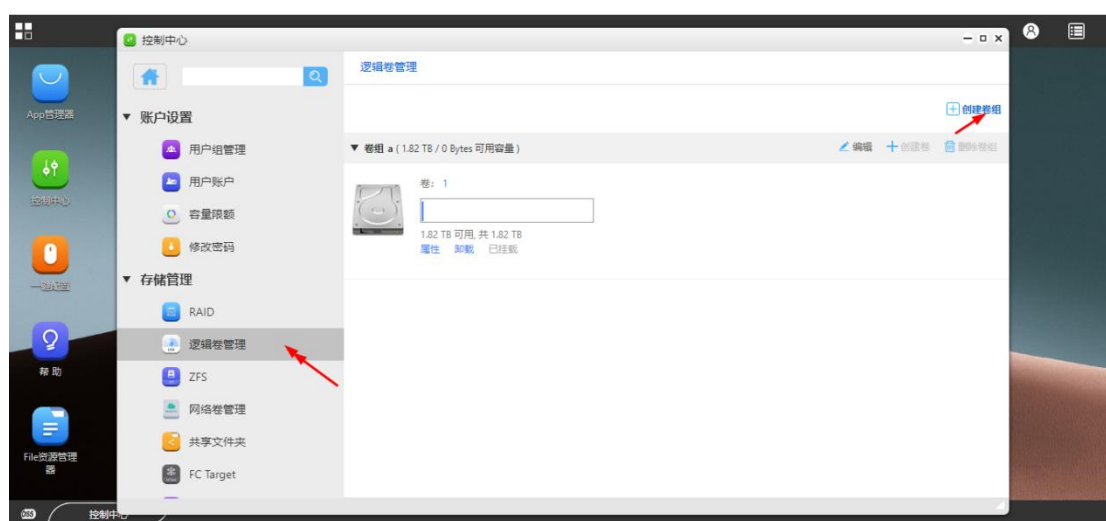 控制中心
逻辑卷管理
创建卷组
App管理器
控制中心
一键配置
帮助
File资源管理器
账户设置
用户组管理
用户账户
容量限额
修改密码
存储管理
RAID
逻辑卷管理
ZFS
网络卷管理
共享文件夹
FC Target
卷组 a ( 1.82 TB / 0 Bytes 可用容量 )
编辑 创建卷 删除卷组
卷: 1
1.82 TB 可用, 共 1.82 TB
属性 卸载 已挂载
控制中心